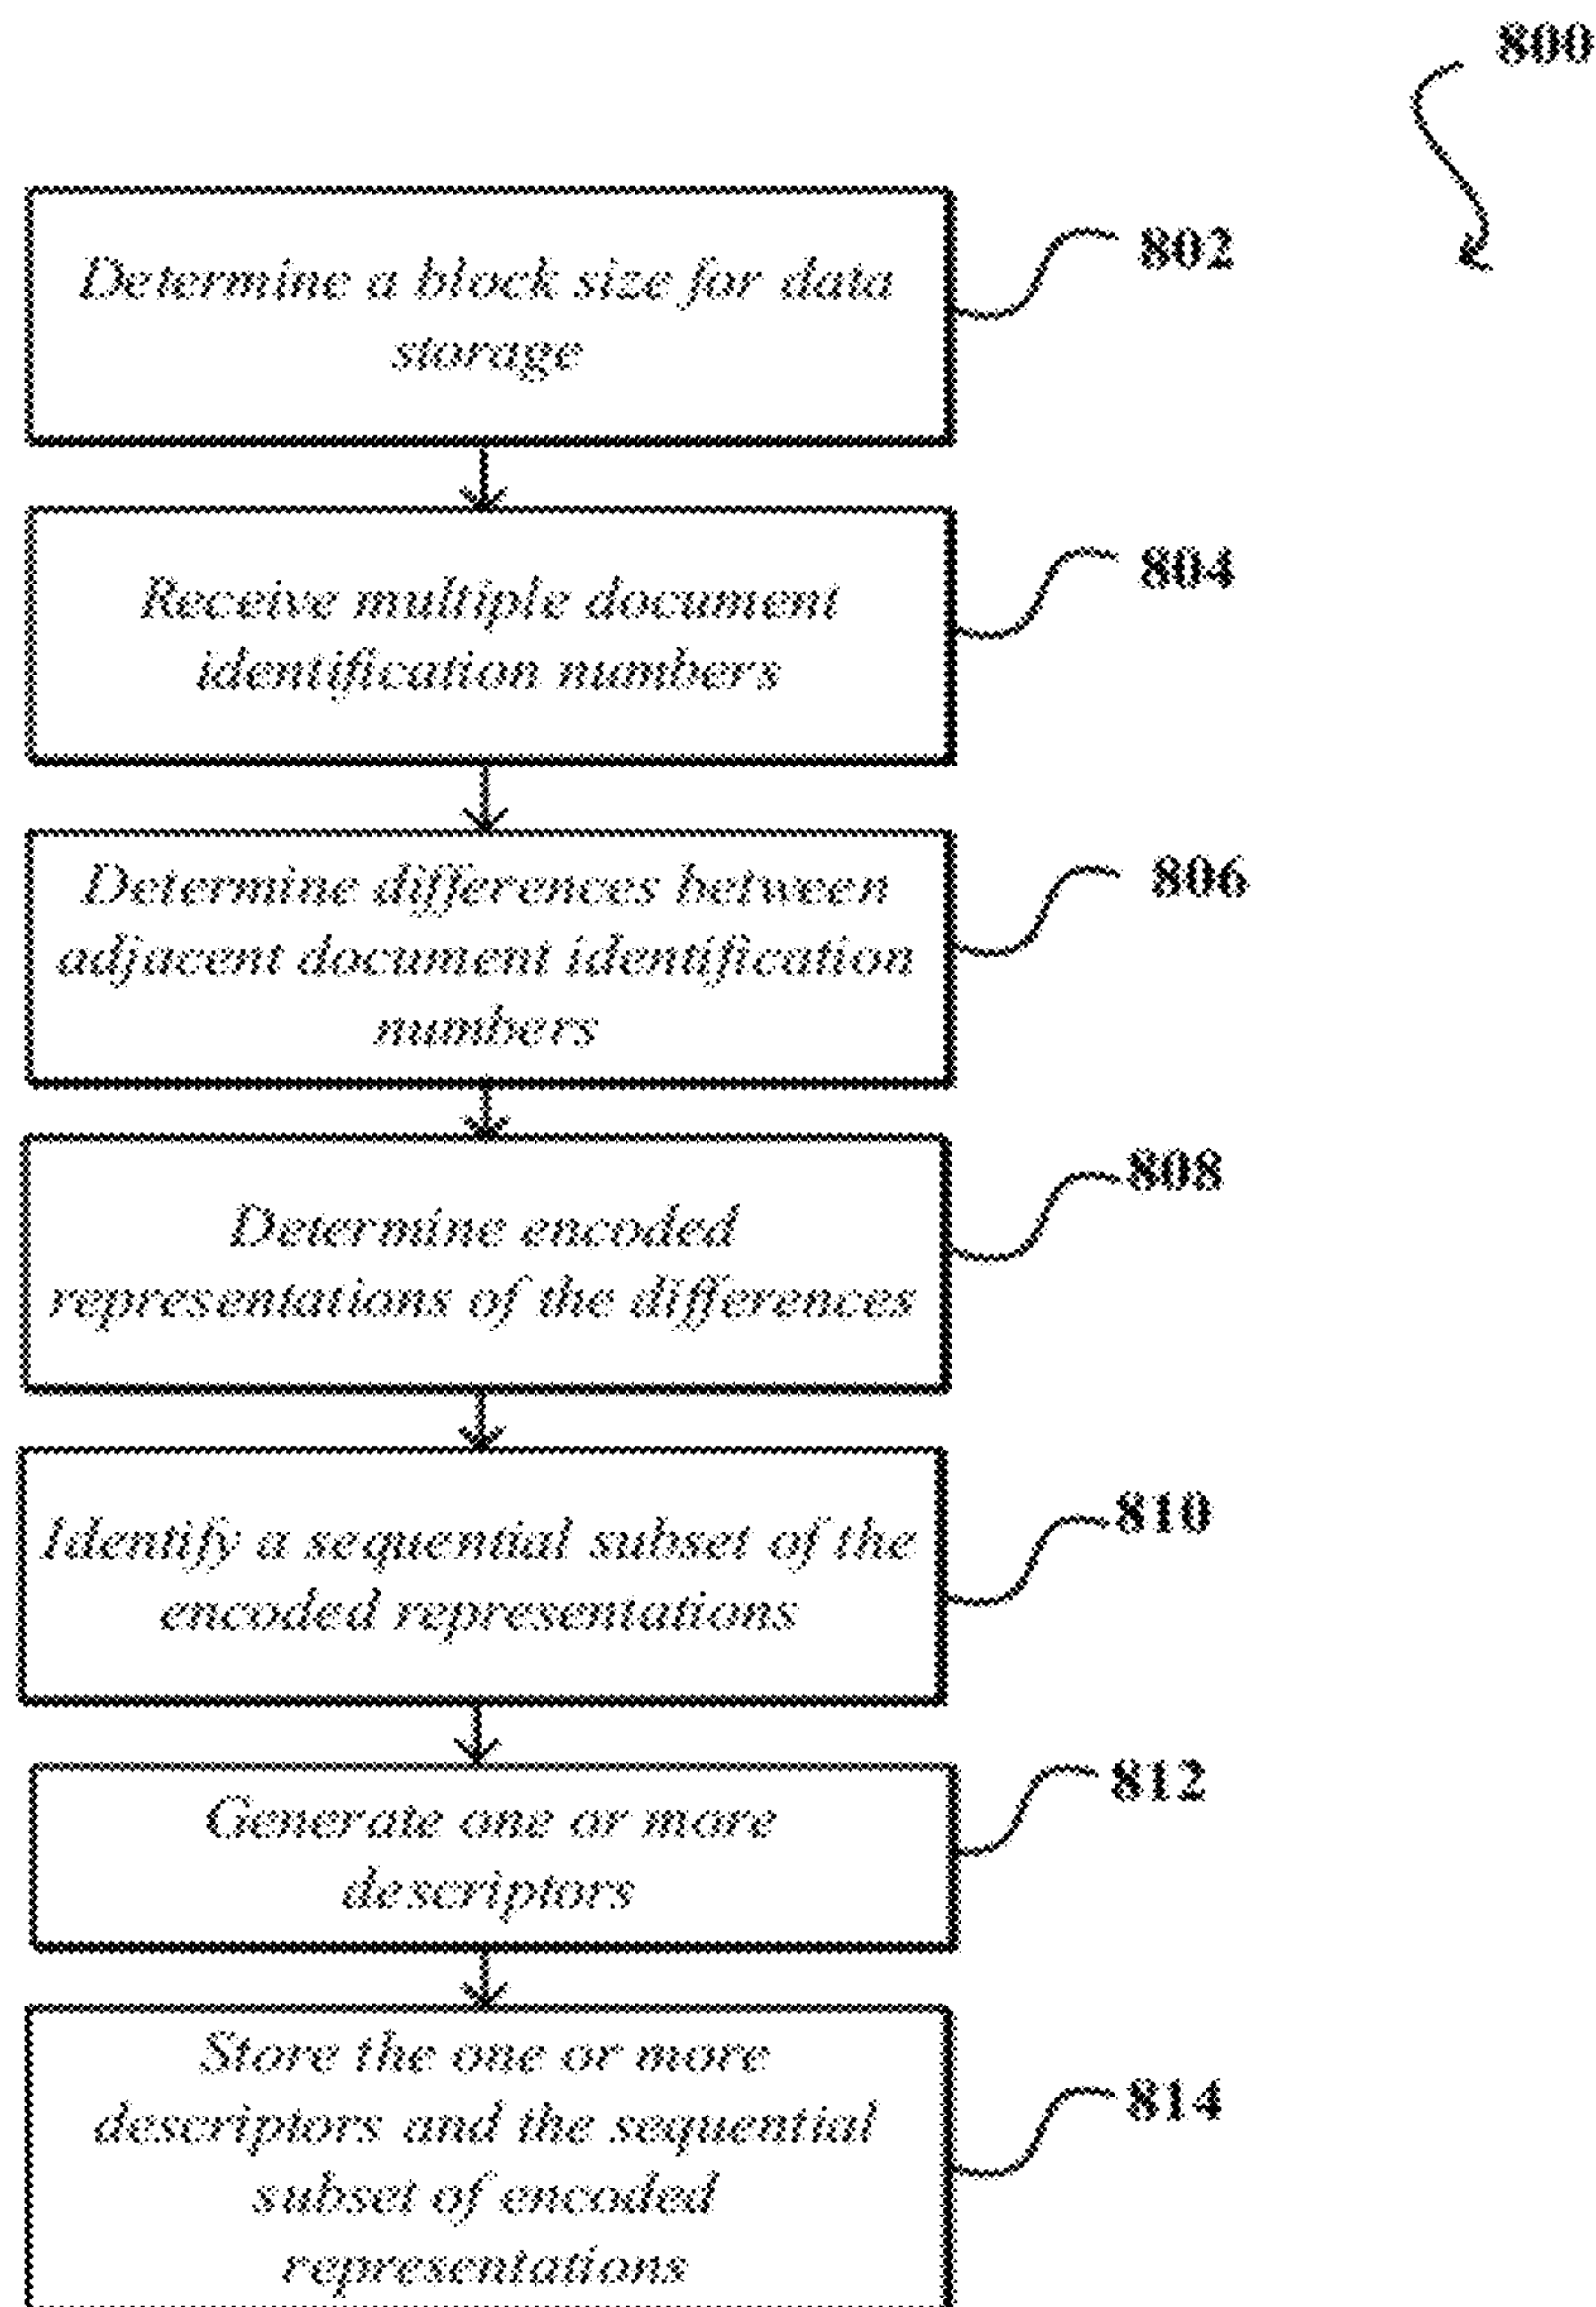 800
Determine a block size for data
storage
802
Receive multiple document
identification numbers
804
Determine differences between
adjacent document identification
numbers
806
Determine encoded
representations of the differences
808
Identify a sequential subset of the
encoded representations
810
Generate one or more
descriptors
812
Store the one or more
descriptors and the sequential
subset of encoded
representations
814